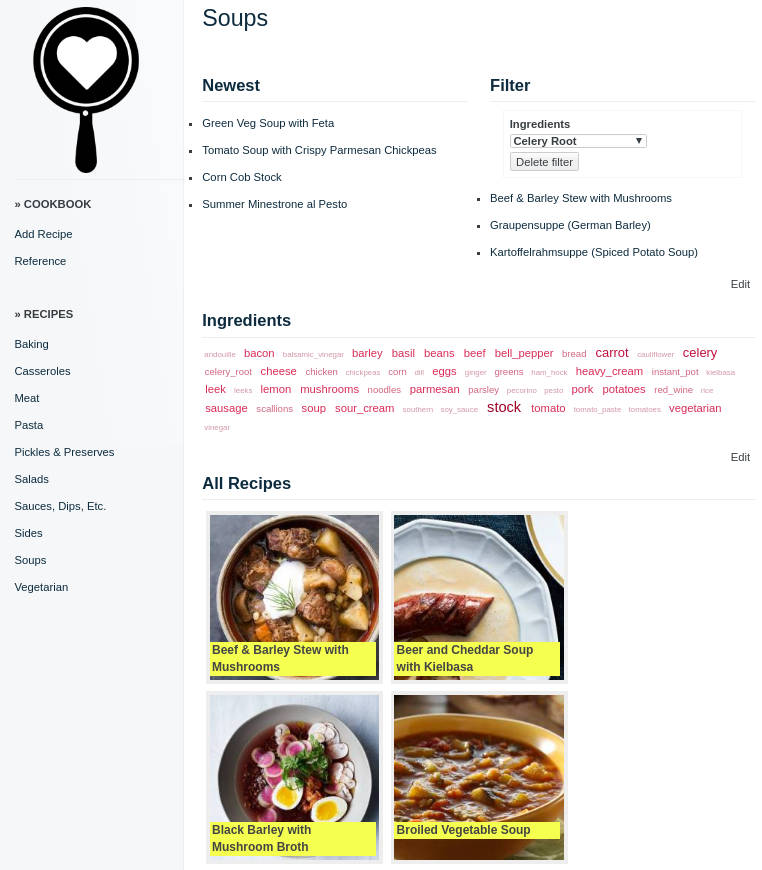 Soups
» COOKBOOK
Add Recipe
Reference
» RECIPES
Baking
Casseroles
Meat
Pasta
Pickles & Preserves
Salads
Sauces, Dips, Etc.
Sides
Soups
Vegetarian
Newest
Green Veg Soup with Feta
Tomato Soup with Crispy Parmesan Chickpeas
Corn Cob Stock
Summer Minestrone al Pesto
Filter
Ingredients
Celery Root
Delete filter
Beef & Barley Stew with Mushrooms
Graupensuppe (German Barley)
Kartoffelrahmsuppe (Spiced Potato Soup)
Edit
Ingredients
andouille bacon balsamic_vinegar barley basil beans beef bell_pepper bread carrot cauliflower celery
celery_root cheese chicken chickpeas corn dill eggs ginger greens ham_hock heavy_cream instant_pot kielbasa
leek leeks lemon mushrooms noodles parmesan parsley pecorino pesto pork potatoes red_wine rice
sausage scallions soup sour_cream southern soy_sauce stock tomato tomato_paste tomatoes vegetarian
vinegar
Edit
All Recipes
Beef & Barley Stew with
Mushrooms
Beer and Cheddar Soup
with Kielbasa
Black Barley with
Mushroom Broth
Broiled Vegetable Soup